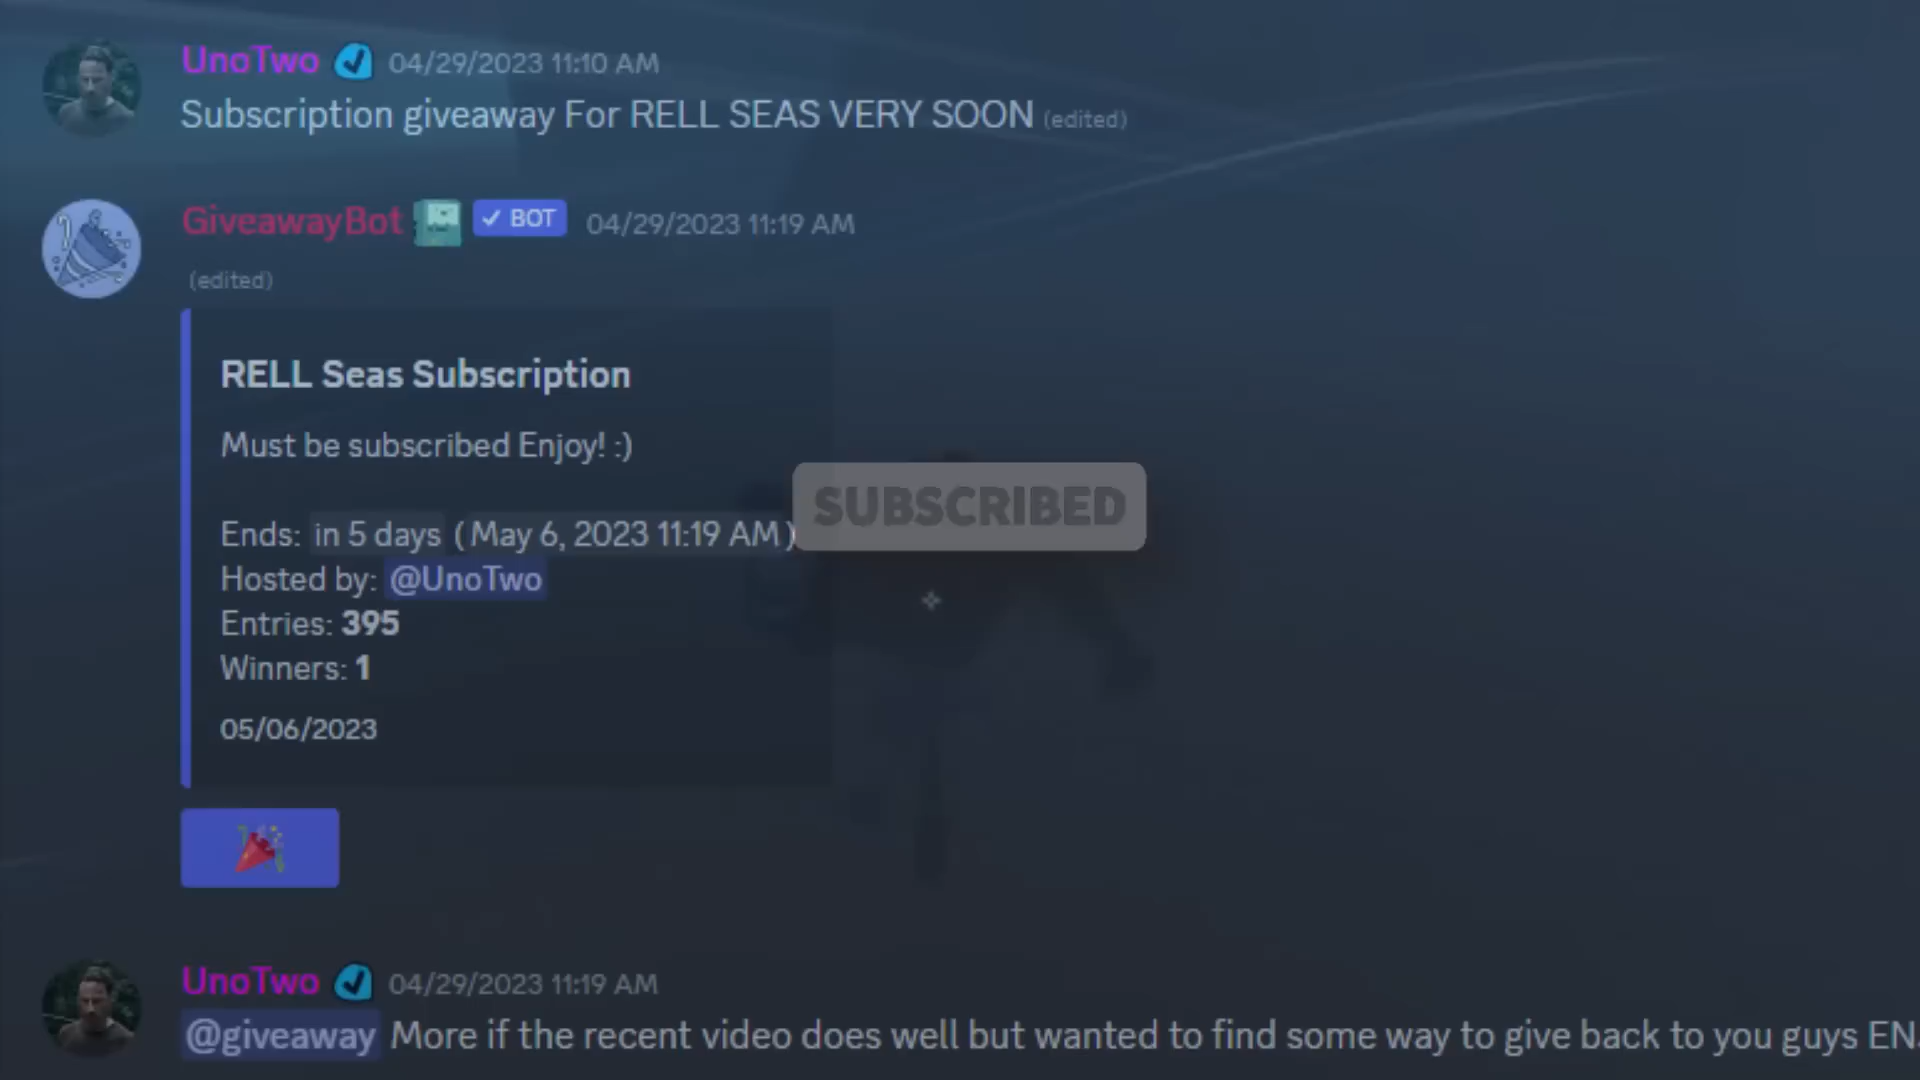 UnoTwo 04/29/2023 11:10 AM
Subscription giveaway For RELL SEAS VERY SOON (edited)
GiveawayBot BOT 04/29/2023 11:19 AM
(edited)
RELL Seas Subscription
Must be subscribed Enjoy! :)
SUBSCRIBED
Ends: in 5 days (May 6, 2023 11:19 AM)
Hosted by: @UnoTwo
Entries: 395
Winners: 1
05/06/2023
UnoTwo 04/29/2023 11:19 AM
@giveaway More if the recent video does well but wanted to find some way to give back to you guys